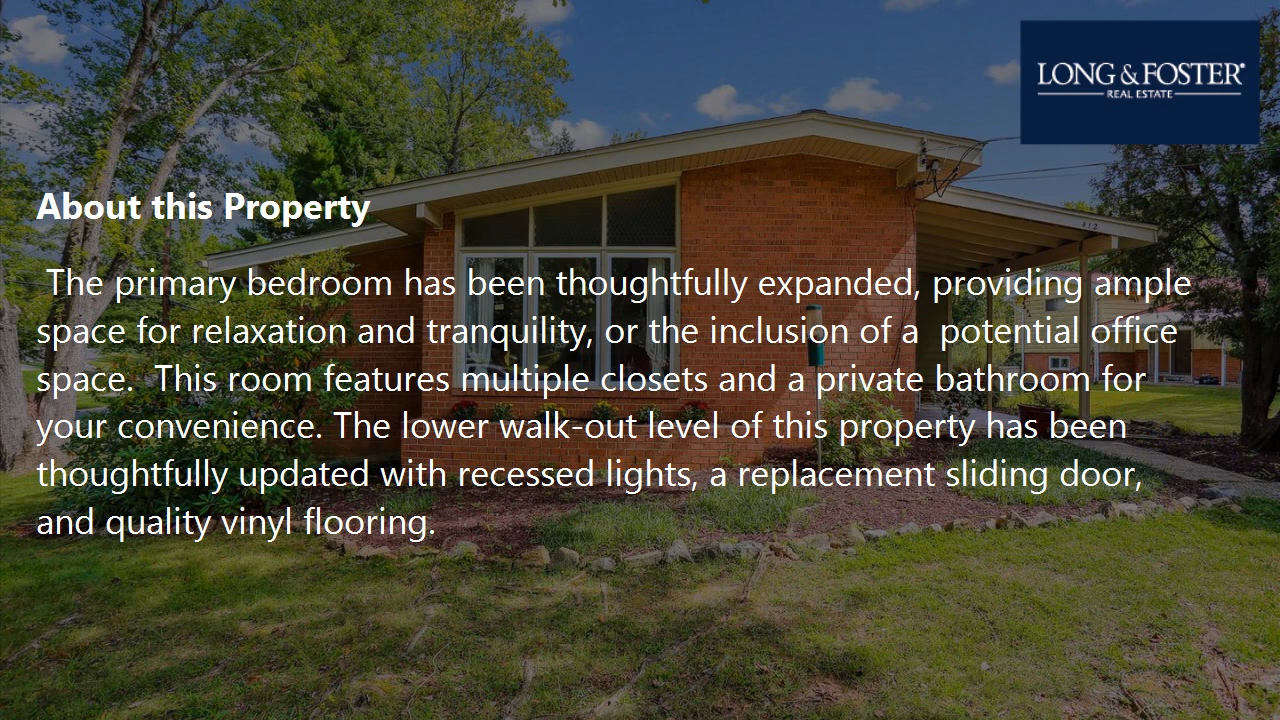 LONG & FOSTER®
REAL ESTATE
412
About this Property
The primary bedroom has been thoughtfully expanded, providing ample
space for relaxation and tranquility, or the inclusion of a  potential office
space.  This room features multiple closets and a private bathroom for
your convenience. The lower walk-out level of this property has been
thoughtfully updated with recessed lights, a replacement sliding door,
and quality vinyl flooring.